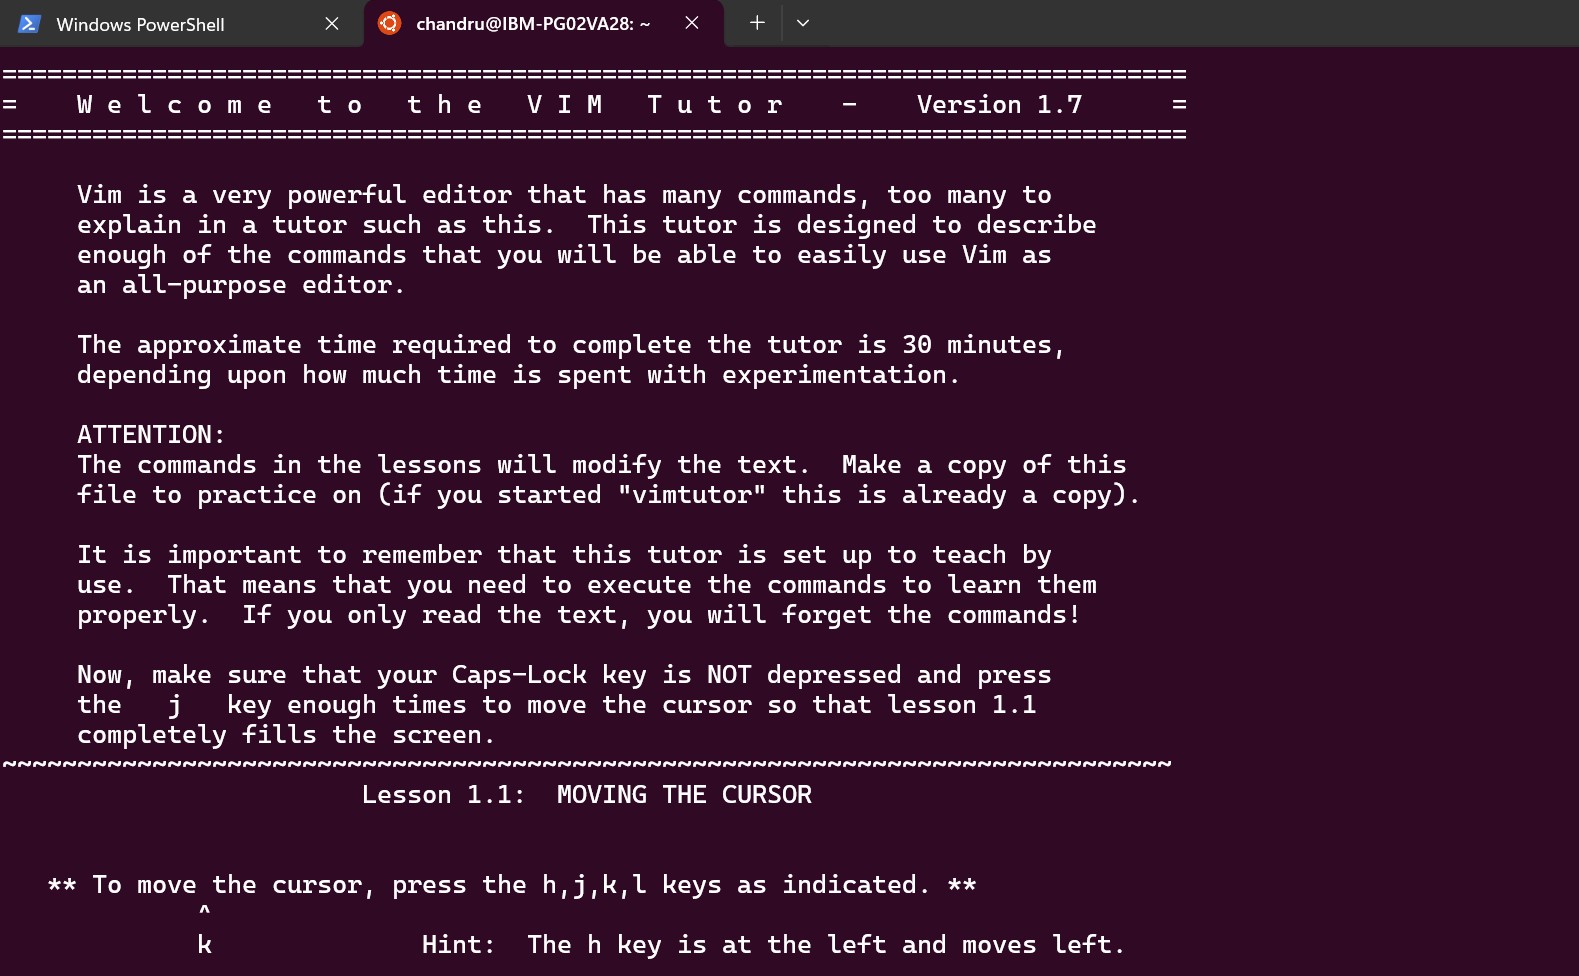 Windows PowerShell
chandru@IBM-PG02VA28: ~
===============================================================================
=    W e l c o m e   t o   t h e   V I M   T u t o r    -    Version 1.7      =
===============================================================================
Vim is a very powerful editor that has many commands, too many to
explain in a tutor such as this.  This tutor is designed to describe
enough of the commands that you will be able to easily use Vim as
an all-purpose editor.
The approximate time required to complete the tutor is 30 minutes,
depending upon how much time is spent with experimentation.
ATTENTION:
The commands in the lessons will modify the text.  Make a copy of this
file to practice on (if you started "vimtutor" this is already a copy).
It is important to remember that this tutor is set up to teach by
use.  That means that you need to execute the commands to learn them
properly.  If you only read the text, you will forget the commands!
Now, make sure that your Caps-Lock key is NOT depressed and press
the   j   key enough times to move the cursor so that lesson 1.1
completely fills the screen.
~~~~~~~~~~~~~~~~~~~~~~~~~~~~~~~~~~~~~~~~~~~~~~~~~~~~~~~~~~~~~~~~~~~~~~~~~~~~~~
Lesson 1.1:  MOVING THE CURSOR
** To move the cursor, press the h,j,k,l keys as indicated. **
^
k              Hint:  The h key is at the left and moves left.